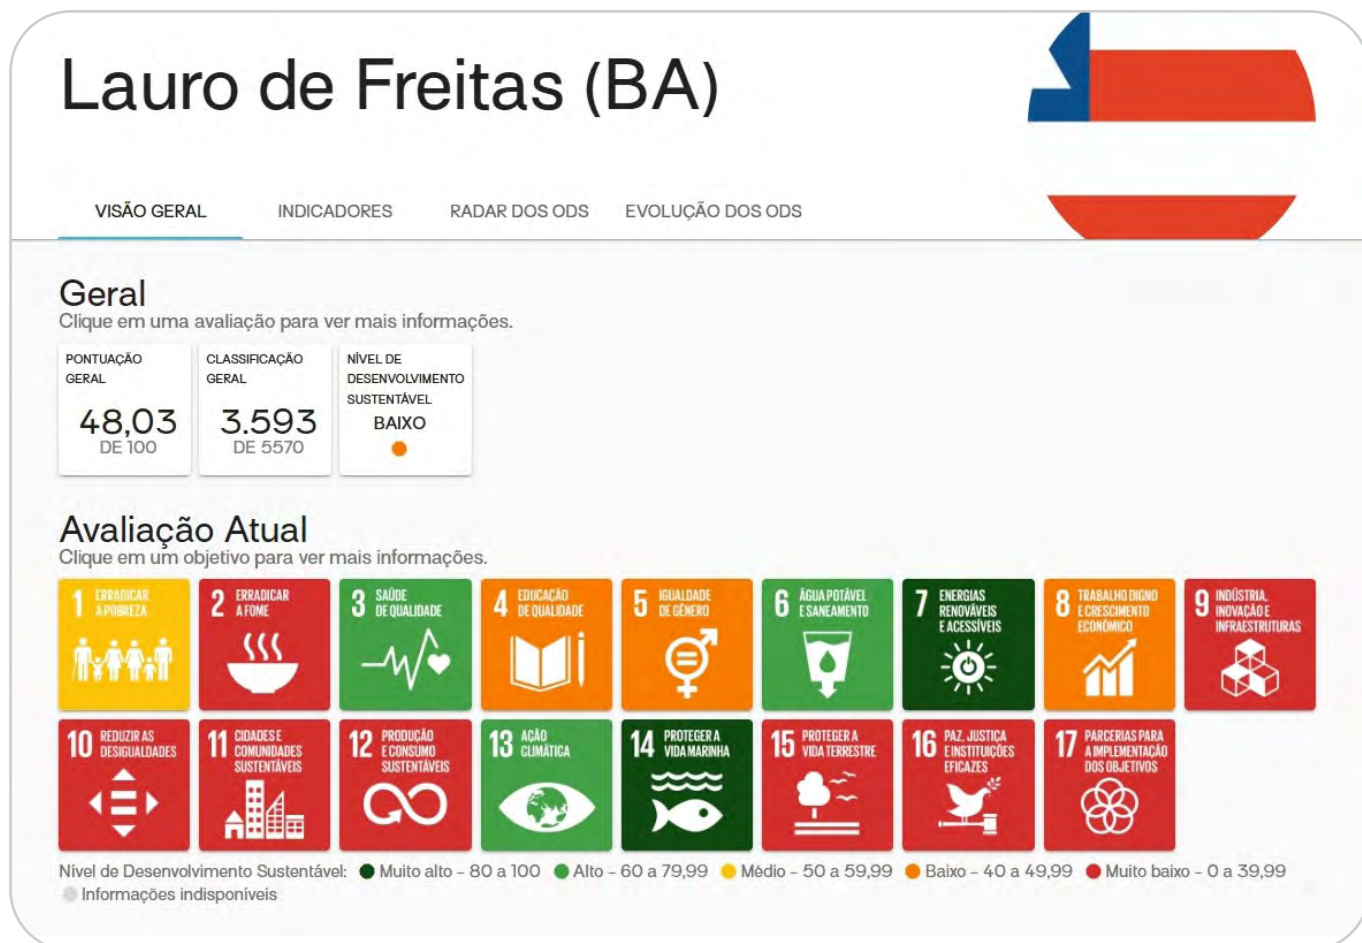 Lauro de Freitas (BA)
VISÃO GERAL
INDICADORES
RADAR DOS ODS
EVOLUÇÃO DOS ODS
Geral
Clique em uma avaliação para ver mais informações.
PONTUAÇÃO
GERAL
48,03
DE 100
CLASSIFICAÇÃO
GERAL
3.593
DE 5570
NÍVEL DE
DESENVOLVIMENTO
SUSTENTÁVEL
BAIXO
Avaliação Atual
Clique em um objetivo para ver mais informações.
1 ERRADICAR
A POBREZA
2 ERRADICAR
A FOME
3 SAÚDE
DE QUALIDADE
4 EDUCAÇÃO
DE QUALIDADE
5 IGUALDADE
DE GÉNERO
6 ÁGUA POTÁVEL
E SANEAMENTO
7 ENERGIAS
RENOVÁVEIS
E ACESSÍVEIS
8 TRABALHO DIGNO
E CRESCIMENTO
ECONÓMICO
9 INDÚSTRIA,
INOVAÇÃO E
INFRAESTRUTURAS
10 REDUZIR AS
DESIGUALDADES
11 CIDADES E
COMUNIDADES
SUSTENTÁVEIS
12 PRODUÇÃO
E CONSUMO
SUSTENTÁVEIS
13 AÇÃO
CLIMÁTICA
14 PROTEGER A
VIDA MARINHA
15 PROTEGER A
VIDA TERRESTRE
16 PAZ, JUSTIÇA
E INSTITUIÇÕES
EFICAZES
17 PARCERIAS PARA
A IMPLEMENTAÇÃO
DOS OBJETIVOS
Nível de Desenvolvimento Sustentável: Muito alto - 80 a 100 Alto - 60 a 79,99 Médio - 50 a 59,99 Baixo - 40 a 49,99 Muito baixo - 0 a 39,99
Informações indisponíveis